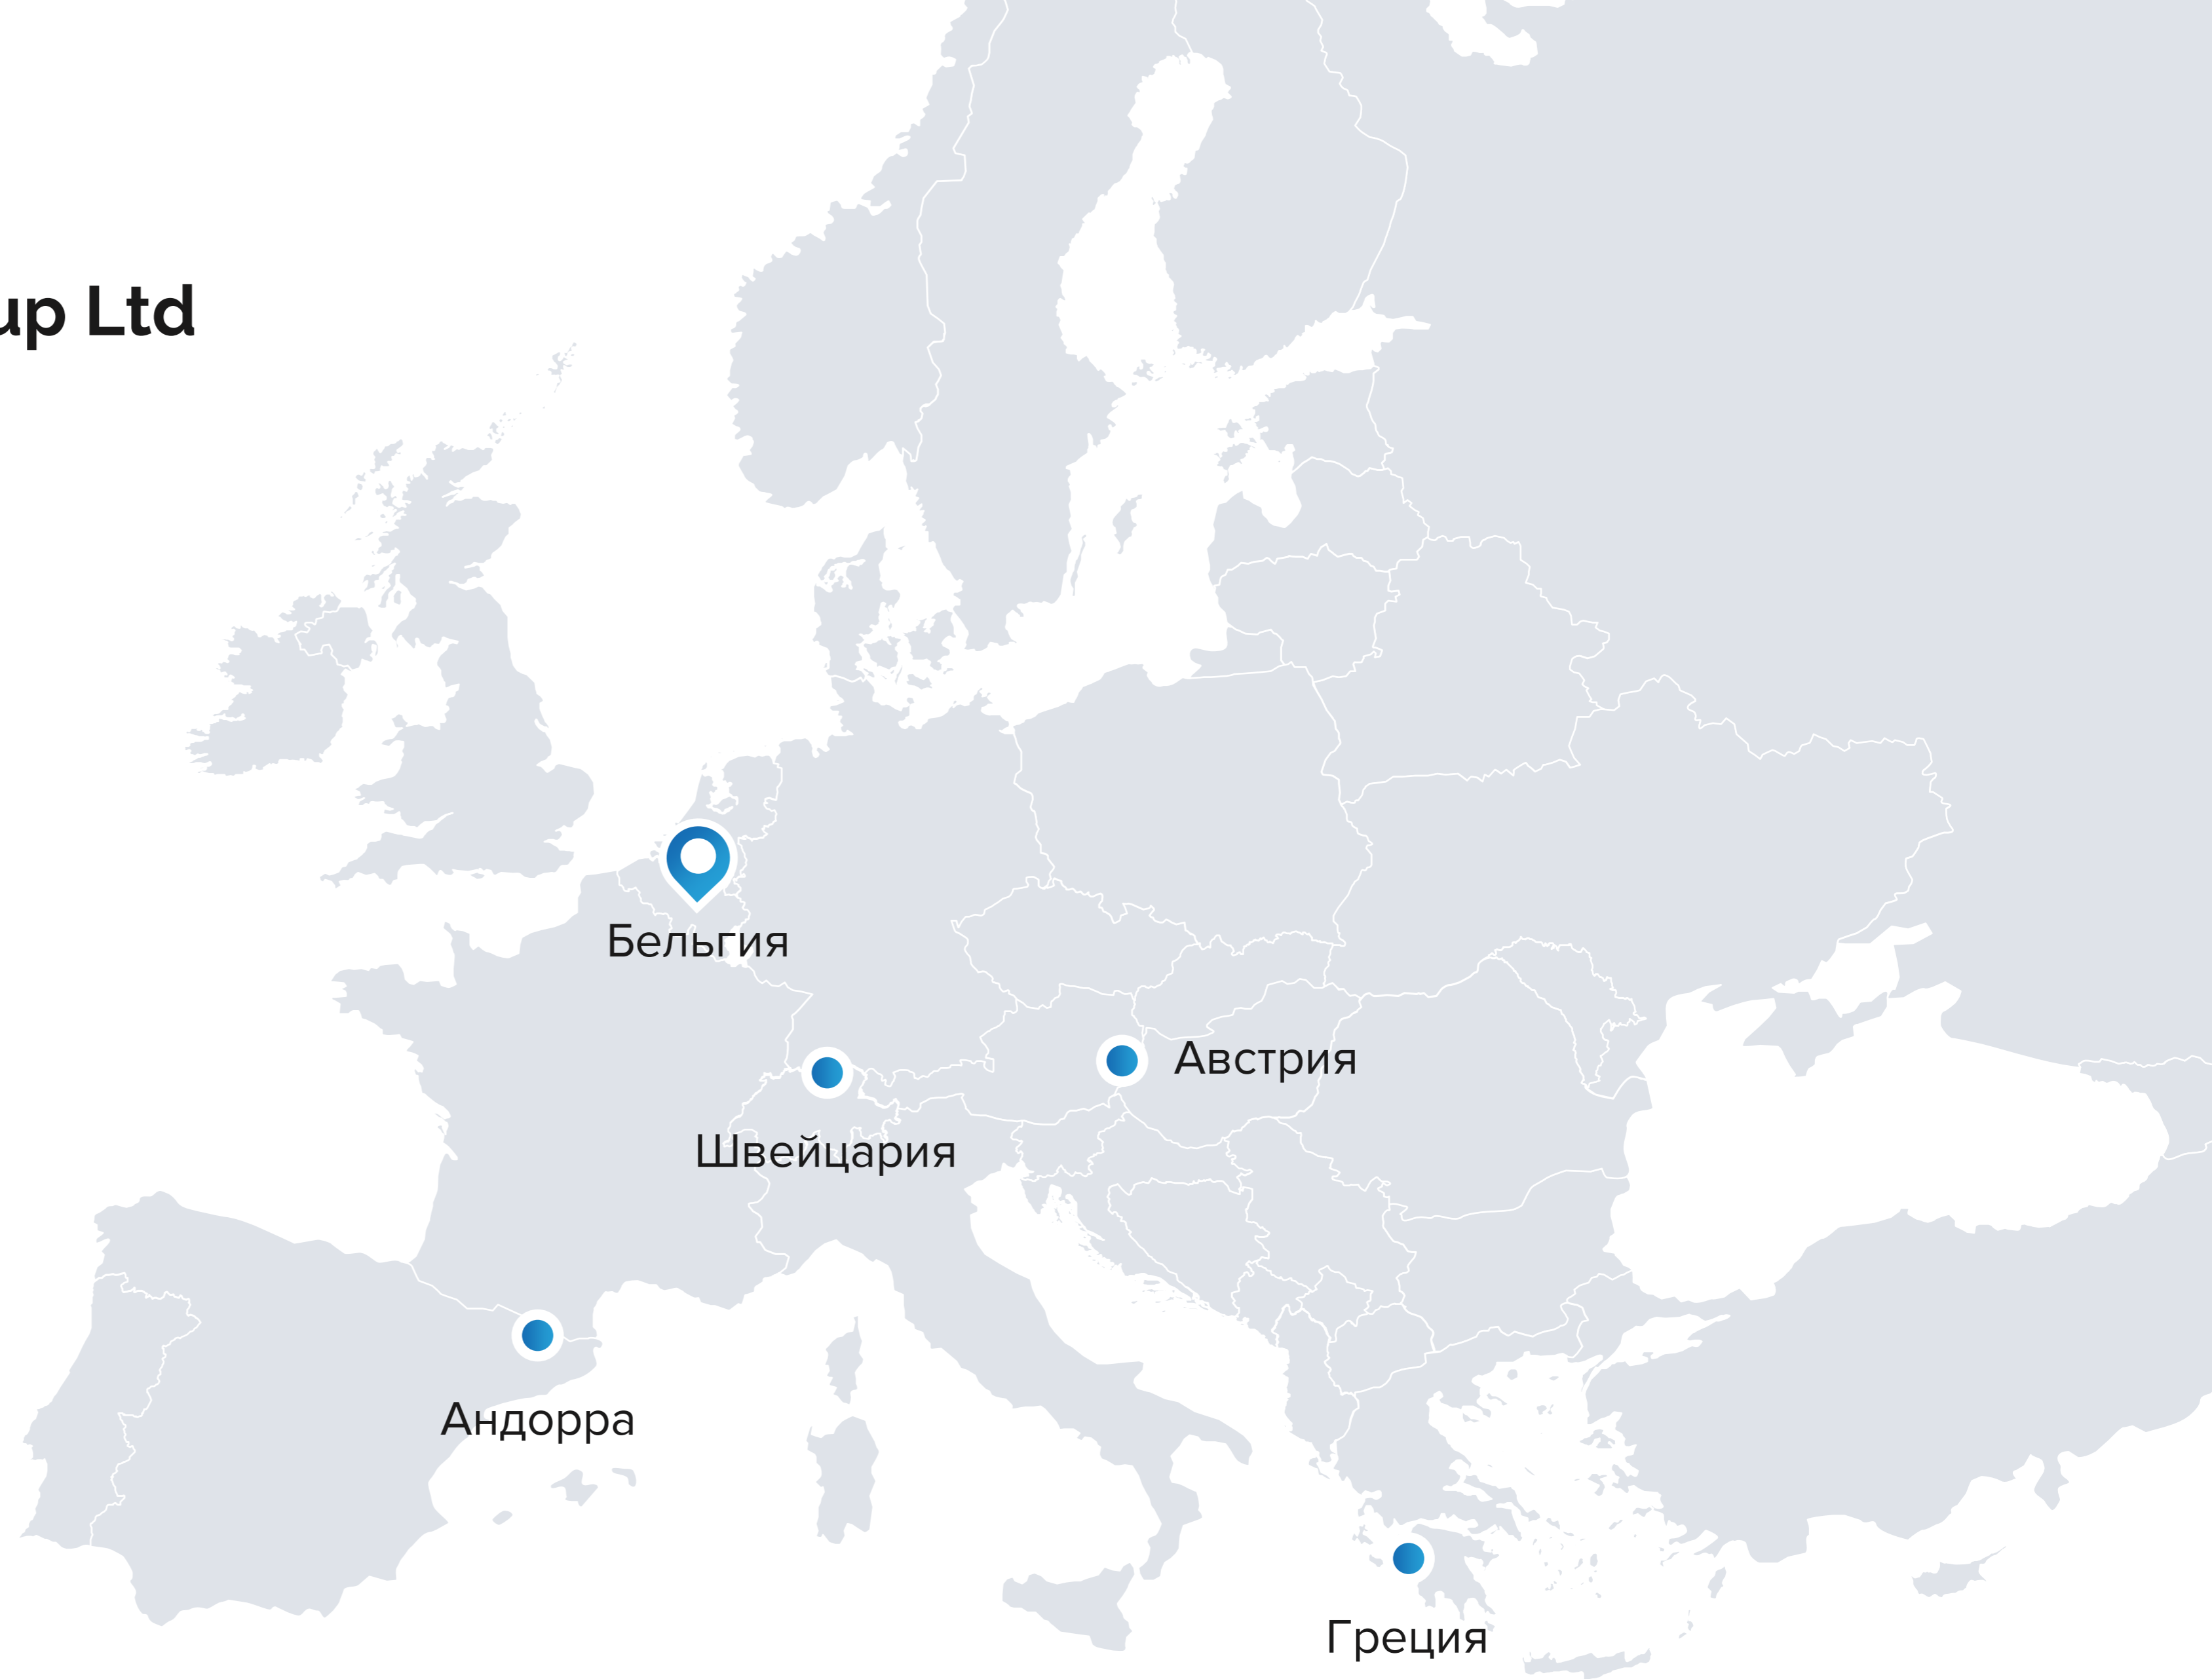 up Ltd
Бельгия
Австрия
Швейцария
Андорра
Греция